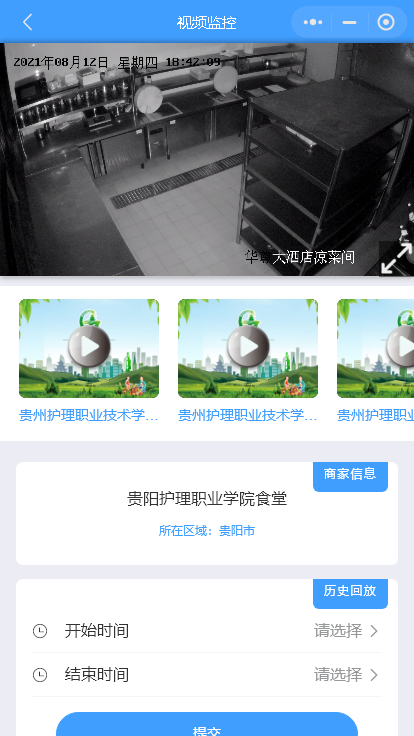 视频监控
2021年08月12日 星期四 18:42:09
大酒店凉菜间
贵州护理职业技术学... 贵州护理职业技术学... 贵州护理职业
商家信息
贵阳护理职业学院食堂
所在区域：贵阳市
历史回放
开始时间 请选择
结束时间 请选择
提交